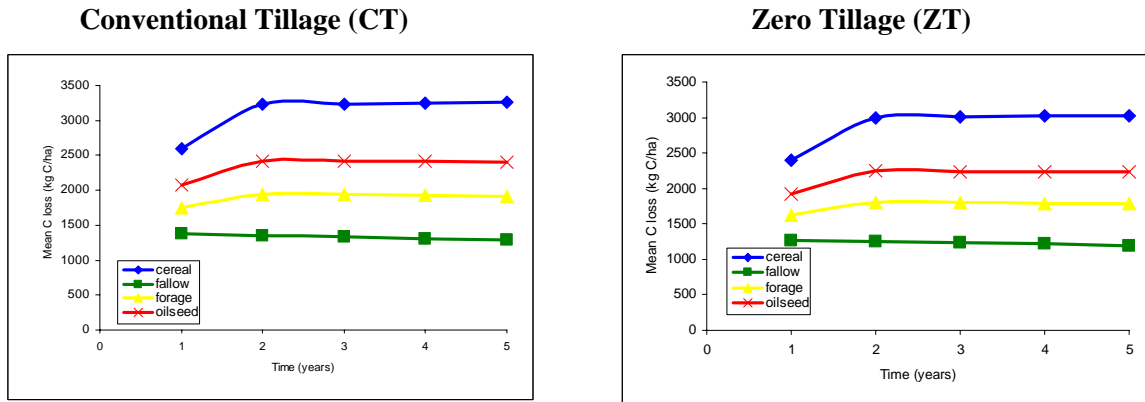 Conventional Tillage (CT)
Mean C loss (kg C/ha)
3500
3000
2500
2000
1500
1000
500
0
cereal
fallow
forage
oilseed
0 1 2 3 4 5
Time (years)
Zero Tillage (ZT)
Mean C loss (kg C/ha)
3500
3000
2500
2000
1500
1000
500
0
cereal
fallow
forage
oilseed
0 1 2 3 4 5
Time (years)